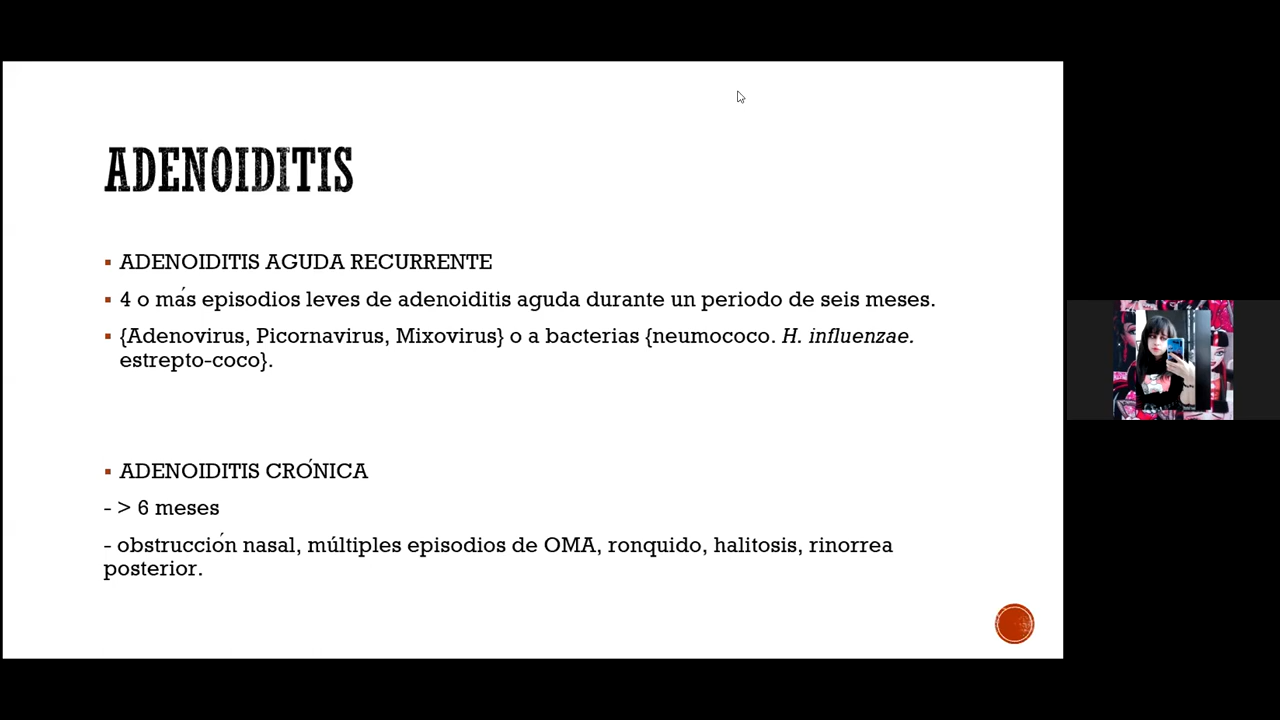 ADENOIDITIS
▪ ADENOIDITIS AGUDA RECURRENTE
▪ 4 o más episodios leves de adenoiditis aguda durante un periodo de seis meses.
▪ {Adenovirus, Picornavirus, Mixovirus} o a bacterias {neumococo. H. influenzae.
estrepto-coco}.
▪ ADENOIDITIS CRÓNICA
- > 6 meses
- obstrucción nasal, múltiples episodios de OMA, ronquido, halitosis, rinorrea
posterior.